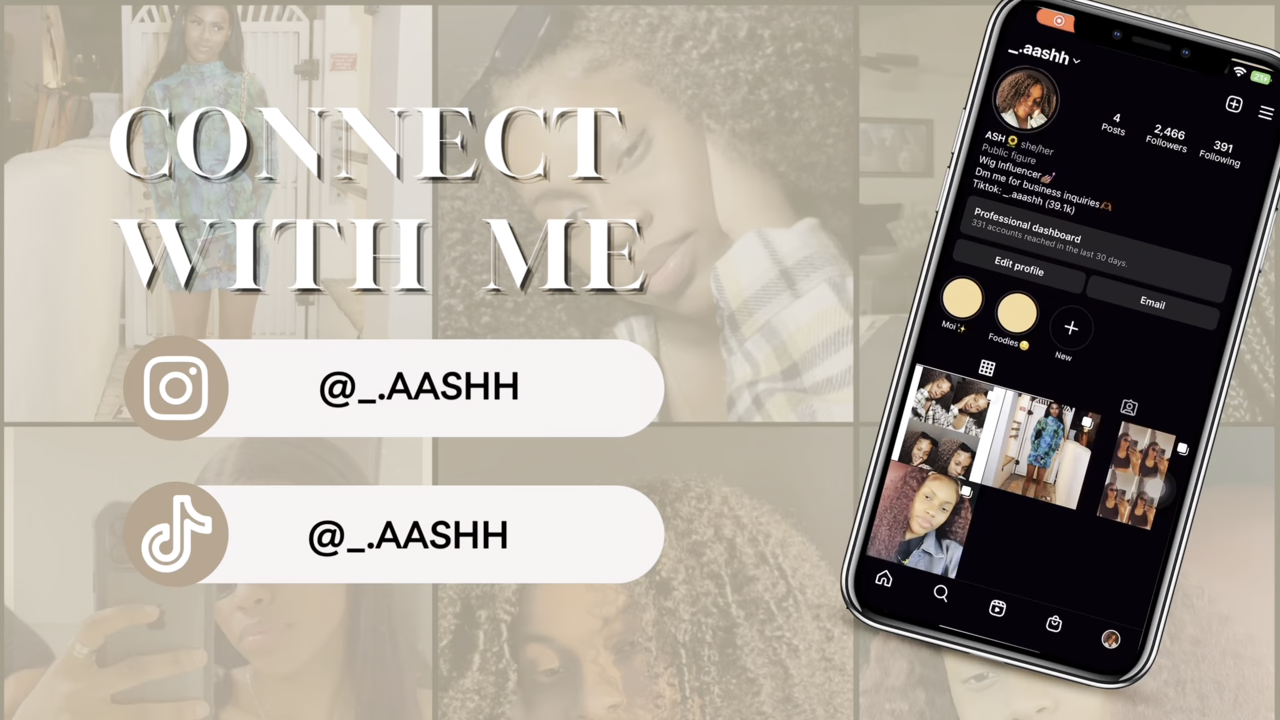 CONNECT
WITH ME
@_.AASHH
@_.AASHH
_.aashh
4
Posts
2,466
Followers
391
Following
ASH🌻 she/her
Public figure
Wig Influencer💅🏾
Dm me for business inquiries🫶🏾
Tiktok: _.aaashh (39.1k)
Professional dashboard
331 accounts reached in the last 30 days.
Edit profile
Email
Moi✨
Foodies😋
New